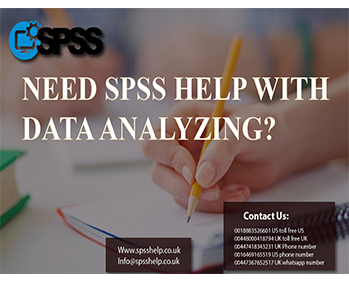 SPSS
NEED SPSS HELP WITH
DATA ANALYZING?
Www.spsshelp.co.uk
Info@spsshelp.co.uk
Contact Us:
0018883526601 US toll free US
00448000418794 UK toll free UK
00447418343231 UK Phone number
0016469165519 US phone number
00447367652517 UK whatsapp number